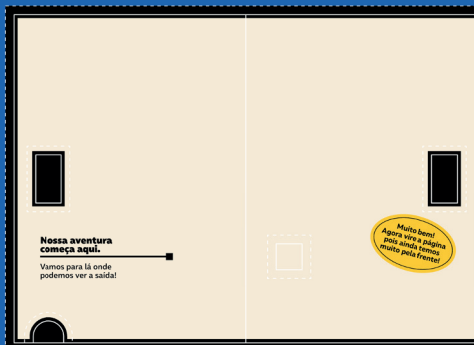 Nossa aventura
começa aqui.
Vamos para lá onde
podemos ver a saída!
Muito bem!
Agora vire a página
pois ainda temos
muito pela frente!